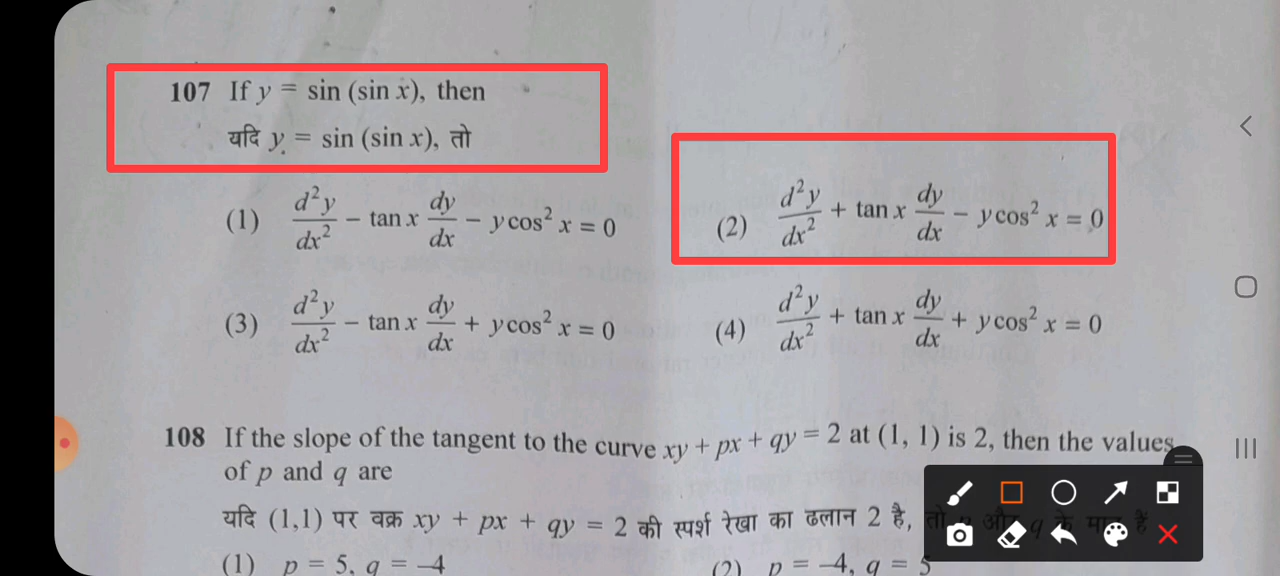 107 If y = sin (sin x), then
यदि y = sin (sin x), तो
(1) d²y/dx² − tan x dy/dx − y cos² x = 0
(2) d²y/dx² + tan x dy/dx − y cos² x = 0
(3) d²y/dx² − tan x dy/dx + y cos² x = 0
(4) d²y/dx² + tan x dy/dx + y cos² x = 0
108 If the slope of the tangent to the curve xy + px + qy = 2 at (1, 1) is 2, then the values
of p and q are
यदि (1,1) पर वक्र xy + px + qy = 2 की स्पर्श रेखा का ढलान 2 है, तो p और q के मान हैं
(1) p = 5, q = −4
(2) p = −4, q = 5